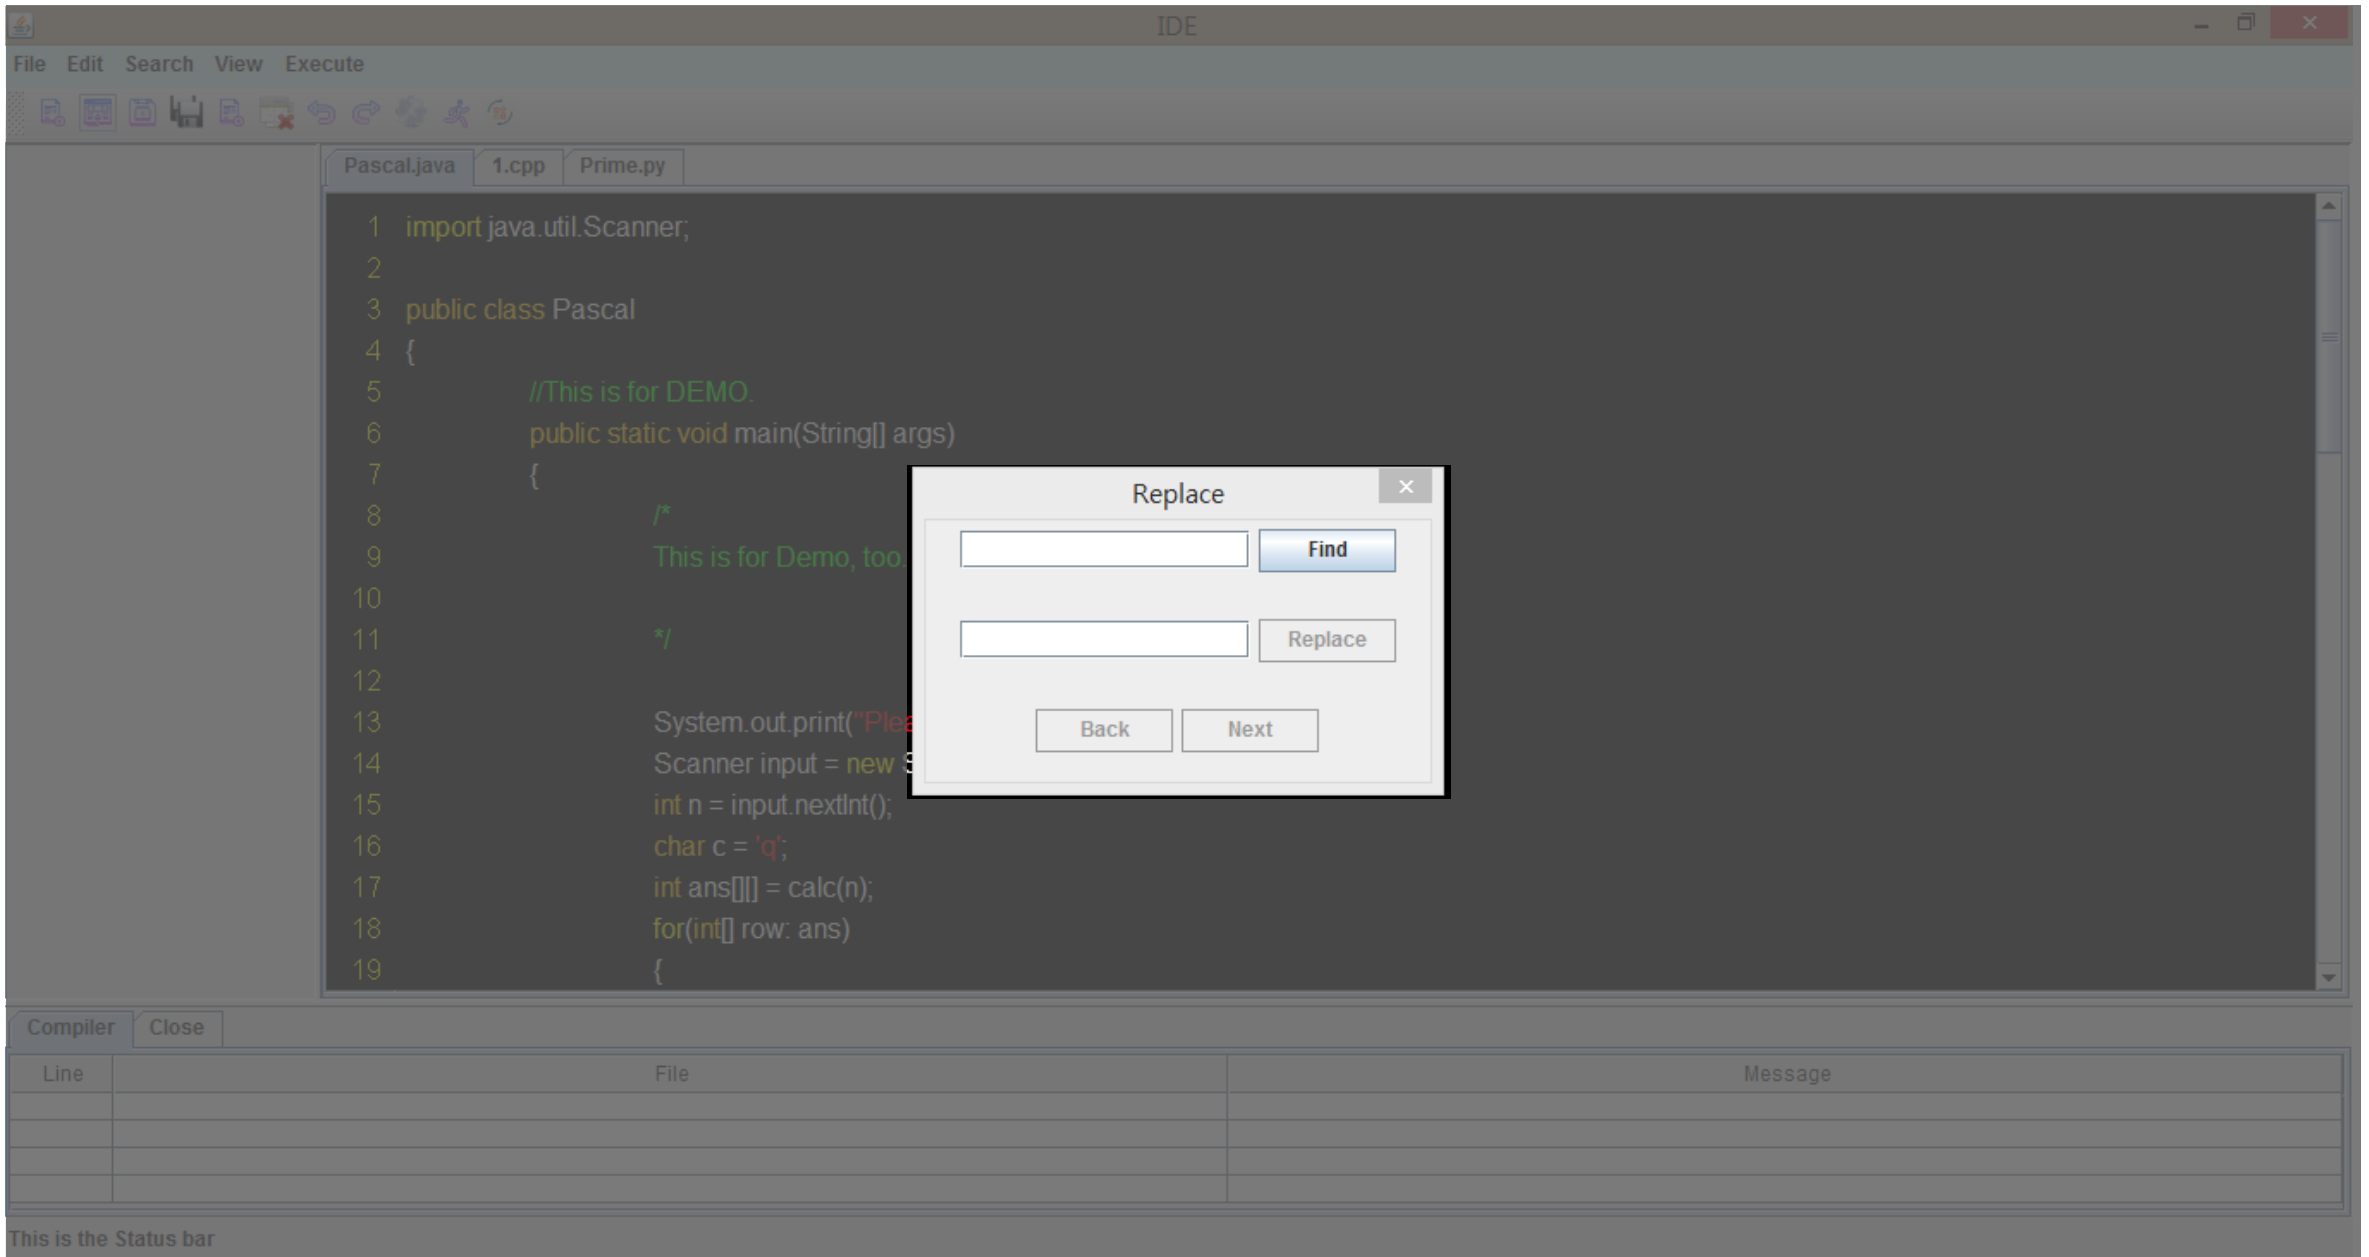 IDE
File Edit Search View Execute
Pascal.java 1.cpp Prime.py
1 import java.util.Scanner;
2
3 public class Pascal
4 {
5 //This is for DEMO.
6 public static void main(String[] args)
7 {
8 /*
9 This is for Demo, too.
10
11 */
12
13 System.out.print("Plea
14 Scanner input = new S
15 int n = input.nextInt();
16 char c = 'q';
17 int ans[][] = calc(n);
18 for(int[] row: ans)
19 {
Replace
Find
Replace
Back Next
Compiler Close
Line File Message
This is the Status bar